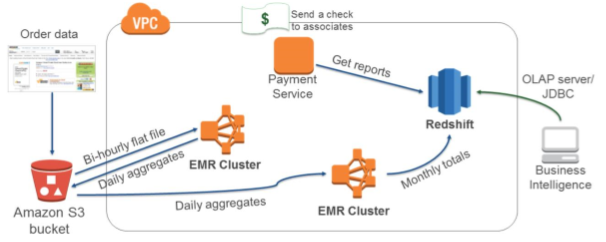 Order data
VPC
$
Send a check
to associates
Payment
Service
Get reports
OLAP server/
JDBC
Redshift
Bi-hourly flat file
Daily aggregates
EMR Cluster
Monthly totals
Business
Intelligence
Amazon S3
bucket
Daily aggregates
EMR Cluster